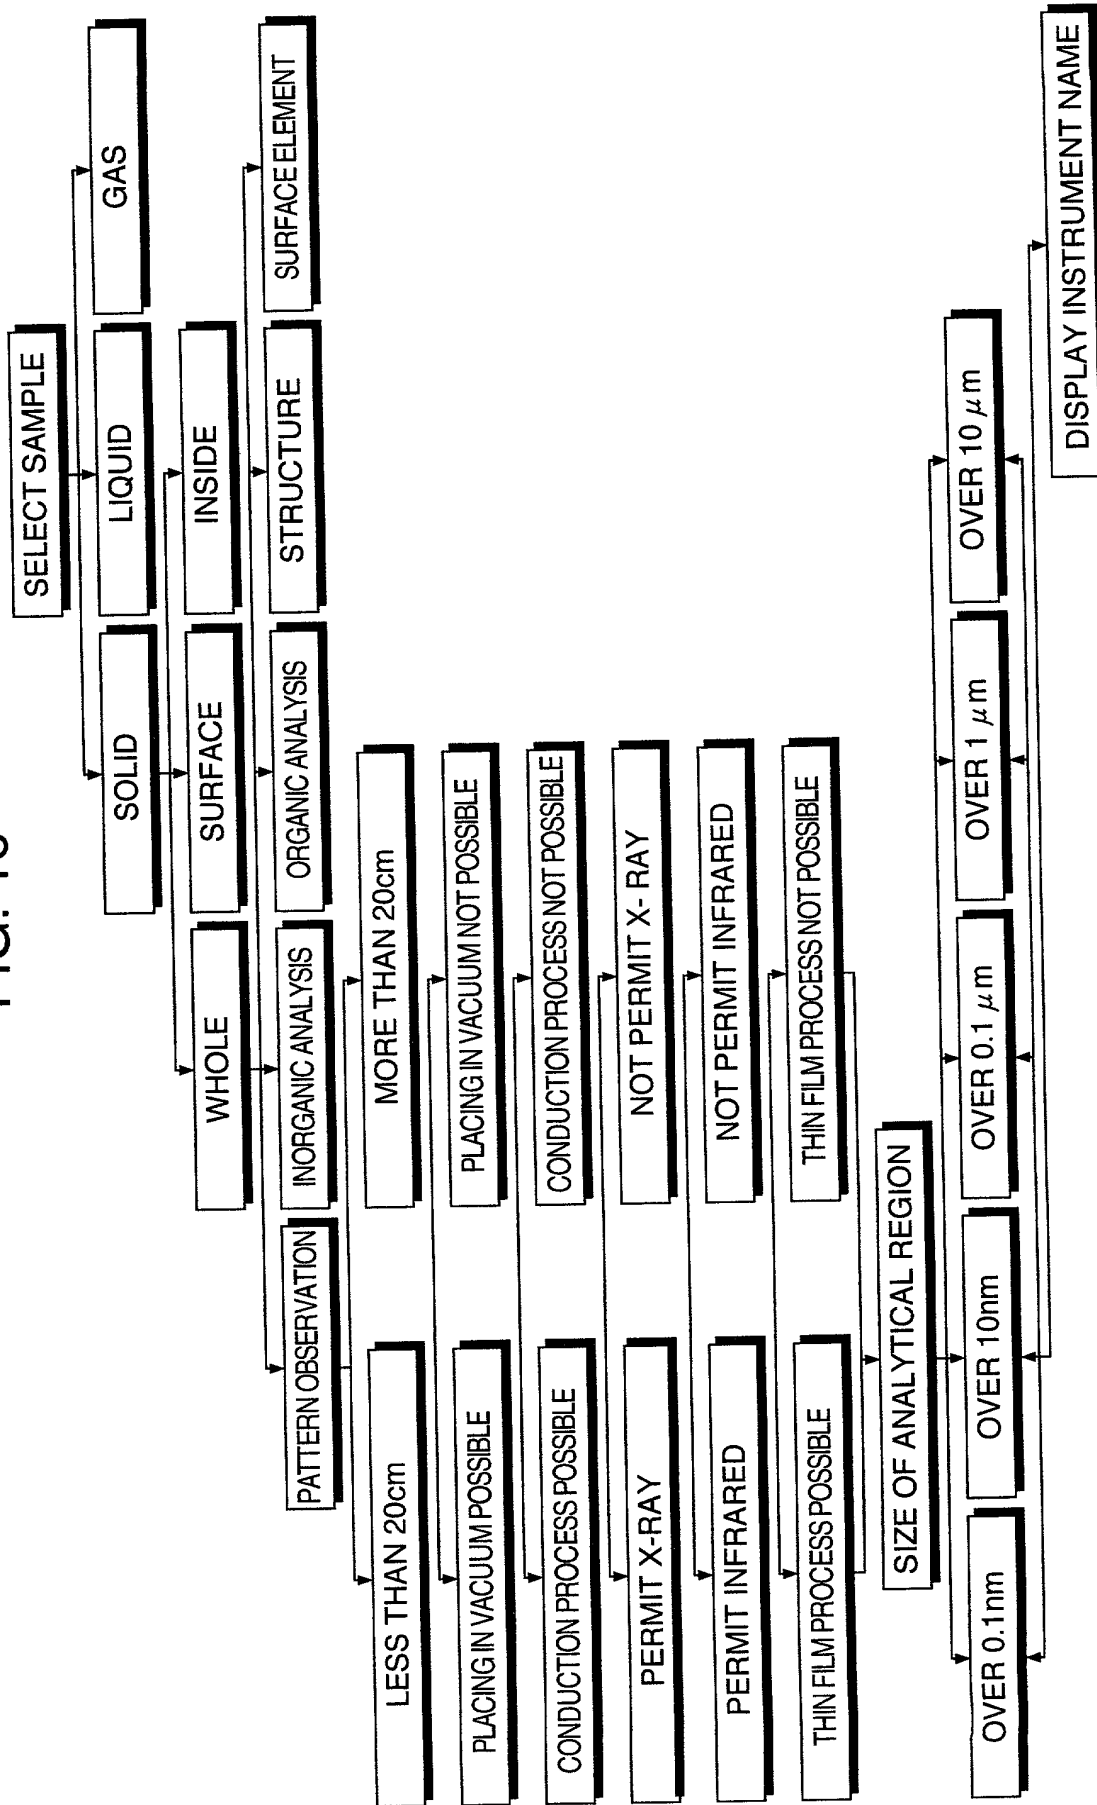 SELECT SAMPLE
SOLID
LIQUID
GAS
WHOLE
SURFACE
INSIDE
PATTERN OBSERVATION
INORGANIC ANALYSIS
ORGANIC ANALYSIS
STRUCTURE
SURFACE ELEMENT
LESS THAN 20cm
MORE THAN 20cm
PLACING IN VACUUM POSSIBLE
PLACING IN VACUUM NOT POSSIBLE
CONDUCTION PROCESS POSSIBLE
CONDUCTION PROCESS NOT POSSIBLE
PERMIT X-RAY
NOT PERMIT X- RAY
PERMIT INFRARED
NOT PERMIT INFRARED
THIN FILM PROCESS POSSIBLE
THIN FILM PROCESS NOT POSSIBLE
SIZE OF ANALYTICAL REGION
OVER 0.1nm
OVER 10nm
OVER 0.1 μm
OVER 1 μm
OVER 10 μm
DISPLAY INSTRUMENT NAME